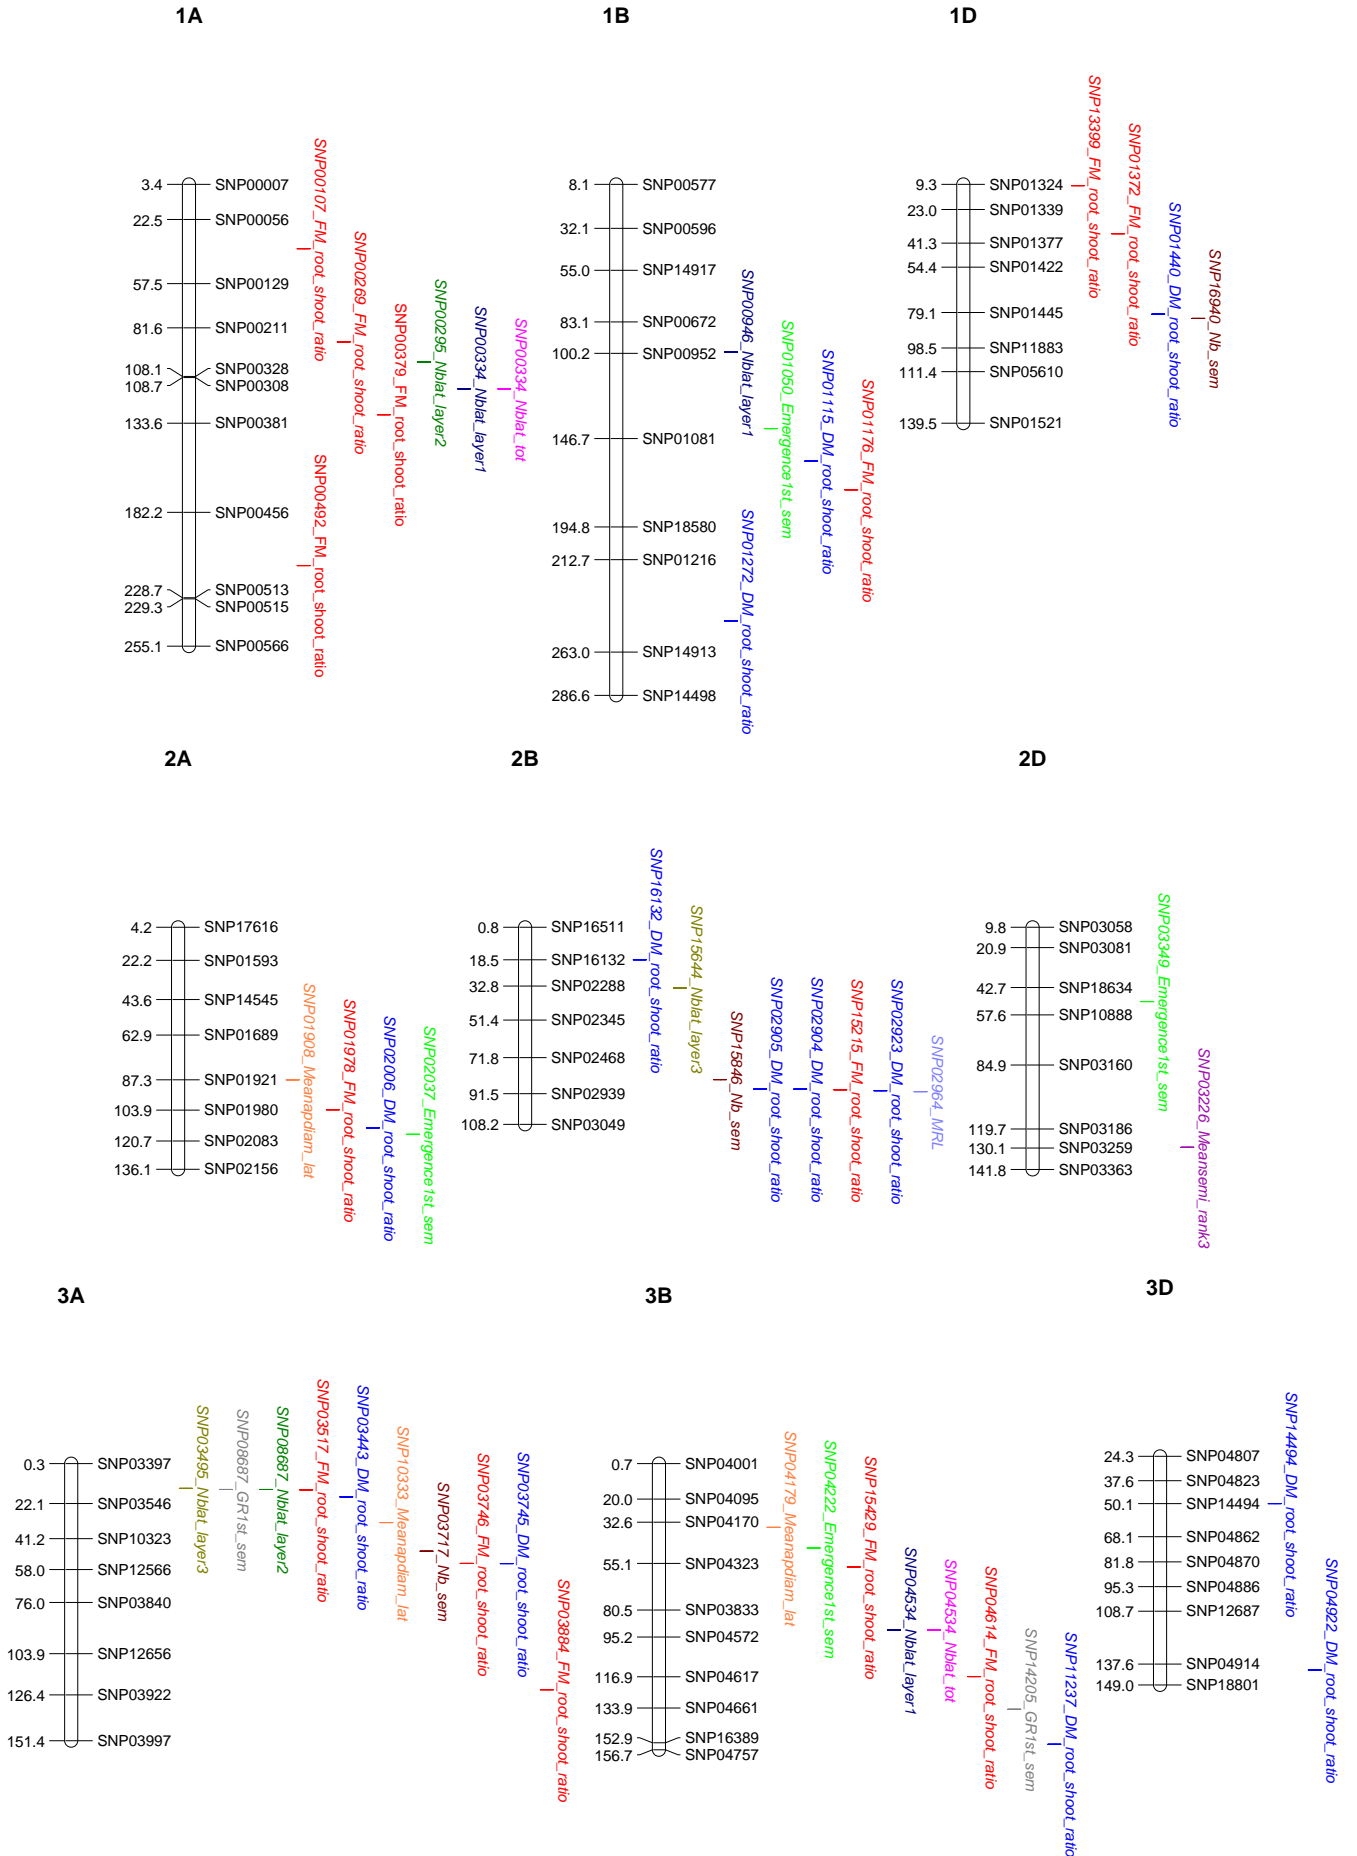 1A
1B
1D
3.4 SNP00007
22.5 SNP00056
57.5 SNP00129
81.6 SNP00211
108.1 SNP00328
108.7 SNP00308
133.6 SNP00381
182.2 SNP00456
228.7 SNP00513
229.3 SNP00515
255.1 SNP00566
SNP00107_FM_root_shoot_ratio
SNP00269_FM_root_shoot_ratio
SNP00379_FM_root_shoot_ratio
SNP00295_Nblat_layer2
SNP00334_Nblat_layer1
SNP00334_Nblat_tot
SNP00492_FM_root_shoot_ratio
8.1 SNP00577
32.1 SNP00596
55.0 SNP14917
83.1 SNP00672
100.2 SNP00952
146.7 SNP01081
194.8 SNP18580
212.7 SNP01216
263.0 SNP14913
286.6 SNP14498
SNP00946_Nblat_layer1
SNP01050_Emergence1st_sem
SNP01115_DM_root_shoot_ratio
SNP01176_FM_root_shoot_ratio
SNP01272_DM_root_shoot_ratio
9.3 SNP01324
23.0 SNP01339
41.3 SNP01377
54.4 SNP01422
79.1 SNP01445
98.5 SNP11883
111.4 SNP05610
139.5 SNP01521
SNP13399_FM_root_shoot_ratio
SNP01372_FM_root_shoot_ratio
SNP01440_DM_root_shoot_ratio
SNP16940_Nb_sem
2A
2B
2D
4.2 SNP17616
22.2 SNP01593
43.6 SNP14545
62.9 SNP01689
87.3 SNP01921
103.9 SNP01980
120.7 SNP02083
136.1 SNP02156
SNP01908_Meanapdiam_lat
SNP01978_FM_root_shoot_ratio
SNP02006_DM_root_shoot_ratio
SNP02037_Emergence1st_sem
0.8 SNP16511
18.5 SNP16132
32.8 SNP02288
51.4 SNP02345
71.8 SNP02468
91.5 SNP02939
108.2 SNP03049
SNP16132_DM_root_shoot_ratio
SNP15644_Nblat_layer3
SNP15846_Nb_sem
SNP02905_DM_root_shoot_ratio
SNP02904_DM_root_shoot_ratio
SNP15215_FM_root_shoot_ratio
SNP02923_DM_root_shoot_ratio
SNP02964_MRL
9.8 SNP03058
20.9 SNP03081
42.7 SNP18634
57.6 SNP10888
84.9 SNP03160
119.7 SNP03186
130.1 SNP03259
141.8 SNP03363
SNP03349_Emergence1st_sem
SNP03226_Meansemi_rank3
3A
3B
3D
0.3 SNP03397
22.1 SNP03546
41.2 SNP10323
58.0 SNP12566
76.0 SNP03840
103.9 SNP12656
126.4 SNP03922
151.4 SNP03997
SNP03495_Nblat_layer3
SNP08687_GR1st_sem
SNP08687_Nblat_layer2
SNP03517_FM_root_shoot_ratio
SNP03443_DM_root_shoot_ratio
SNP10333_Meanapdiam_lat
SNP03717_Nb_sem
SNP03746_FM_root_shoot_ratio
SNP03745_DM_root_shoot_ratio
SNP03884_FM_root_shoot_ratio
0.7 SNP04001
20.0 SNP04095
32.6 SNP04170
55.1 SNP04323
80.5 SNP03833
95.2 SNP04572
116.9 SNP04617
133.9 SNP04661
152.9 SNP16389
156.7 SNP04757
SNP04179_Meanapdiam_lat
SNP04222_Emergence1st_sem
SNP15429_FM_root_shoot_ratio
SNP04534_Nblat_layer1
SNP04534_Nblat_tot
SNP04614_FM_root_shoot_ratio
SNP14205_GR1st_sem
SNP11237_DM_root_shoot_ratio
24.3 SNP04807
37.6 SNP04823
50.1 SNP14494
68.1 SNP04862
81.8 SNP04870
95.3 SNP04886
108.7 SNP12687
137.6 SNP04914
149.0 SNP18801
SNP14494_DM_root_shoot_ratio
SNP04922_DM_root_shoot_ratio